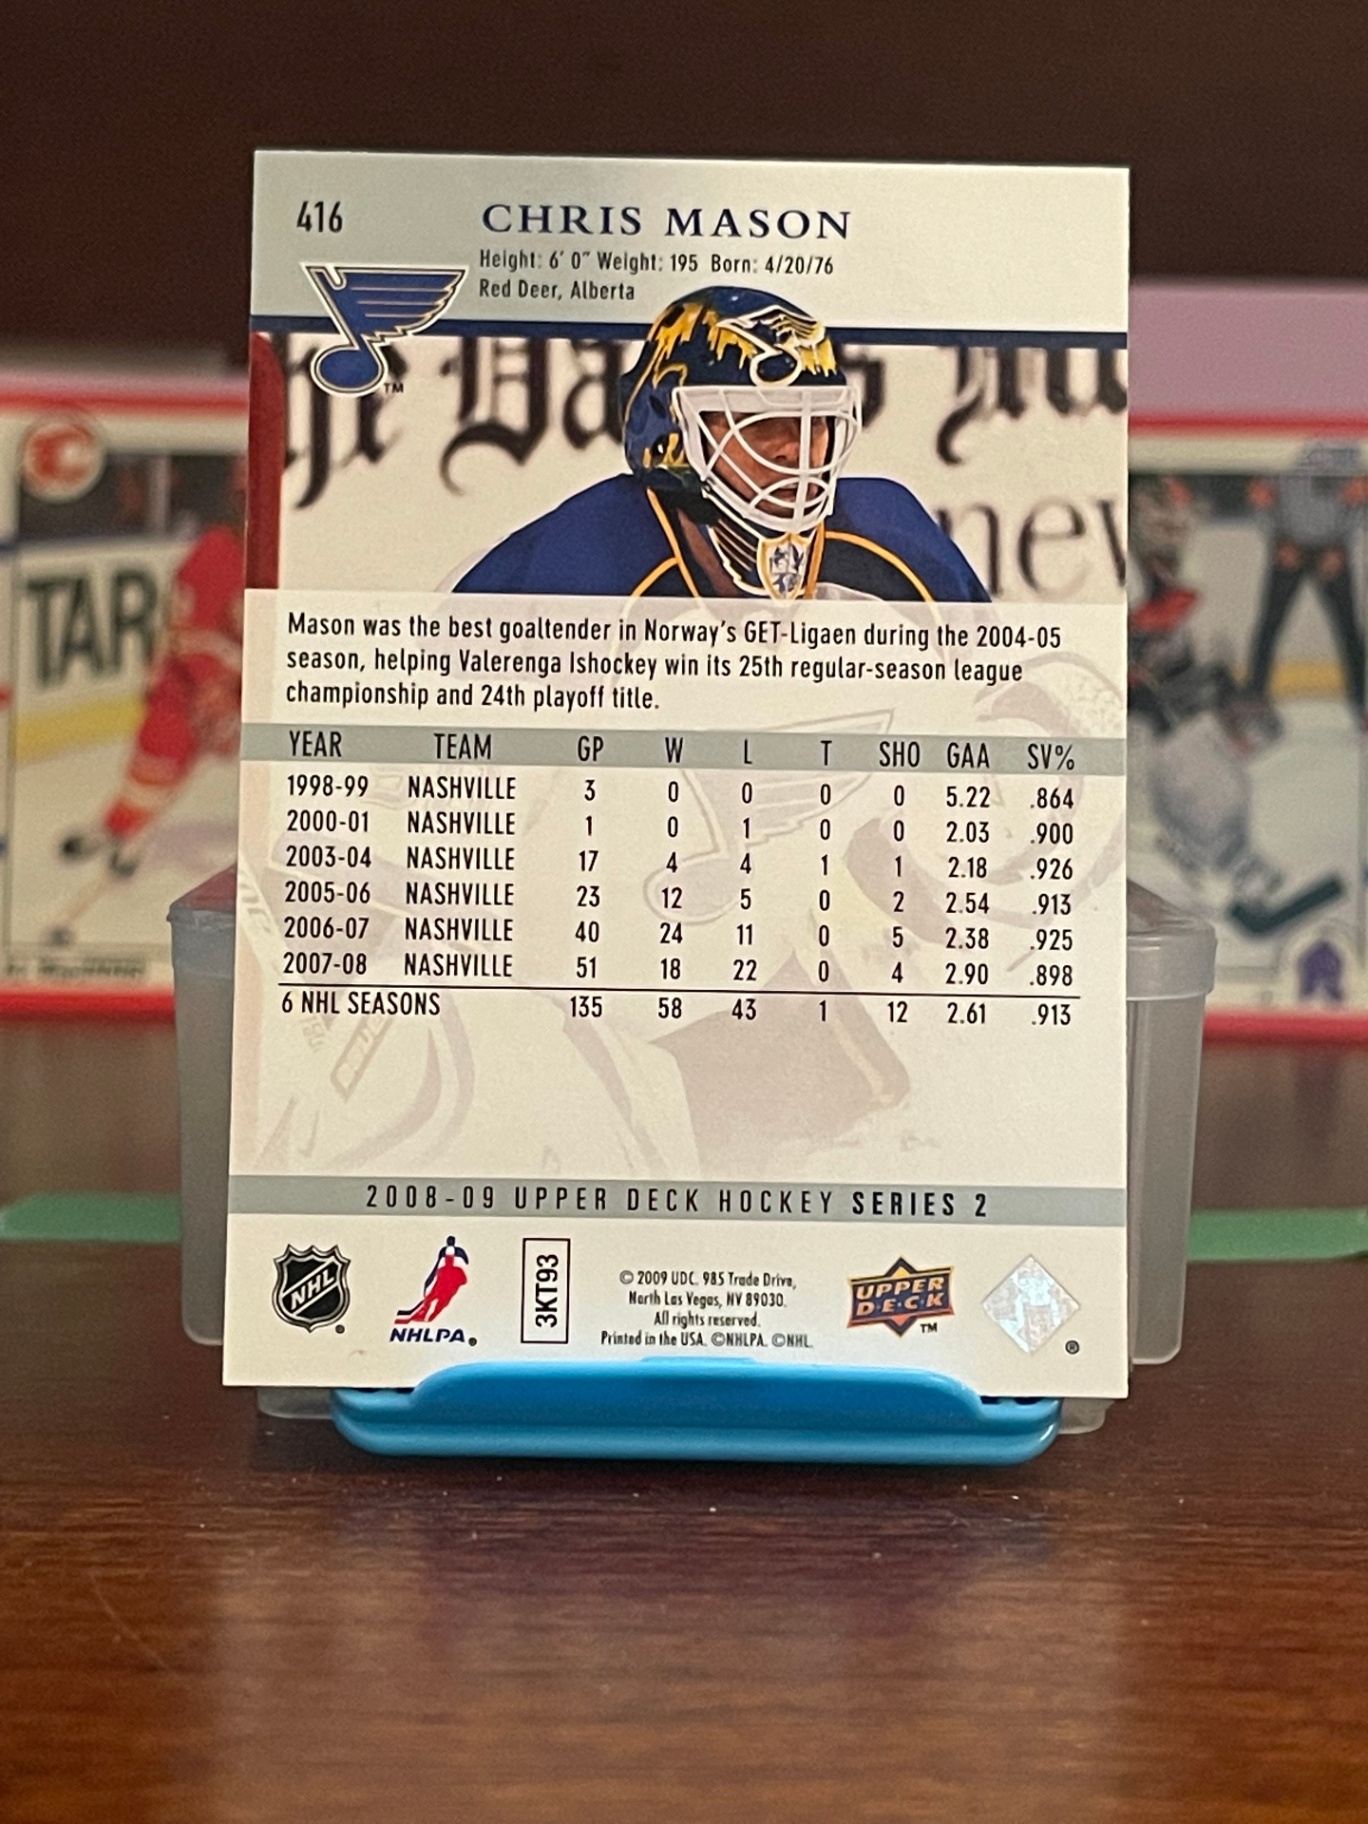 416
CHRIS MASON
Height: 6' 0" Weight: 195 Born: 4/20/76
Red Deer, Alberta
TM
new
Mason was the best goaltender in Norway's GET-Ligaen during the 2004-05
season, helping Valerenga Ishockey win its 25th regular-season league
championship and 24th playoff title.
YEAR TEAM GP W L T SHO GAA SV%
1998-99 NASHVILLE 3 0 0 0 0 5.22 .864
2000-01 NASHVILLE 1 0 1 0 0 2.03 .900
2003-04 NASHVILLE 17 4 4 1 1 2.18 .926
2005-06 NASHVILLE 23 12 5 0 2 2.54 .913
2006-07 NASHVILLE 40 24 11 0 5 2.38 .925
2007-08 NASHVILLE 51 18 22 0 4 2.90 .898
6 NHL SEASONS 135 58 43 1 12 2.61 .913
2008-09 UPPER DECK HOCKEY SERIES 2
NHL
NHLPA
3KT93
© 2009 UDC. 985 Trade Drive,
North Las Vegas, NV 89030.
All rights reserved.
Printed in the USA. ©NHLPA. ©NHL.
UPPER
DECK
TM
®
TAR